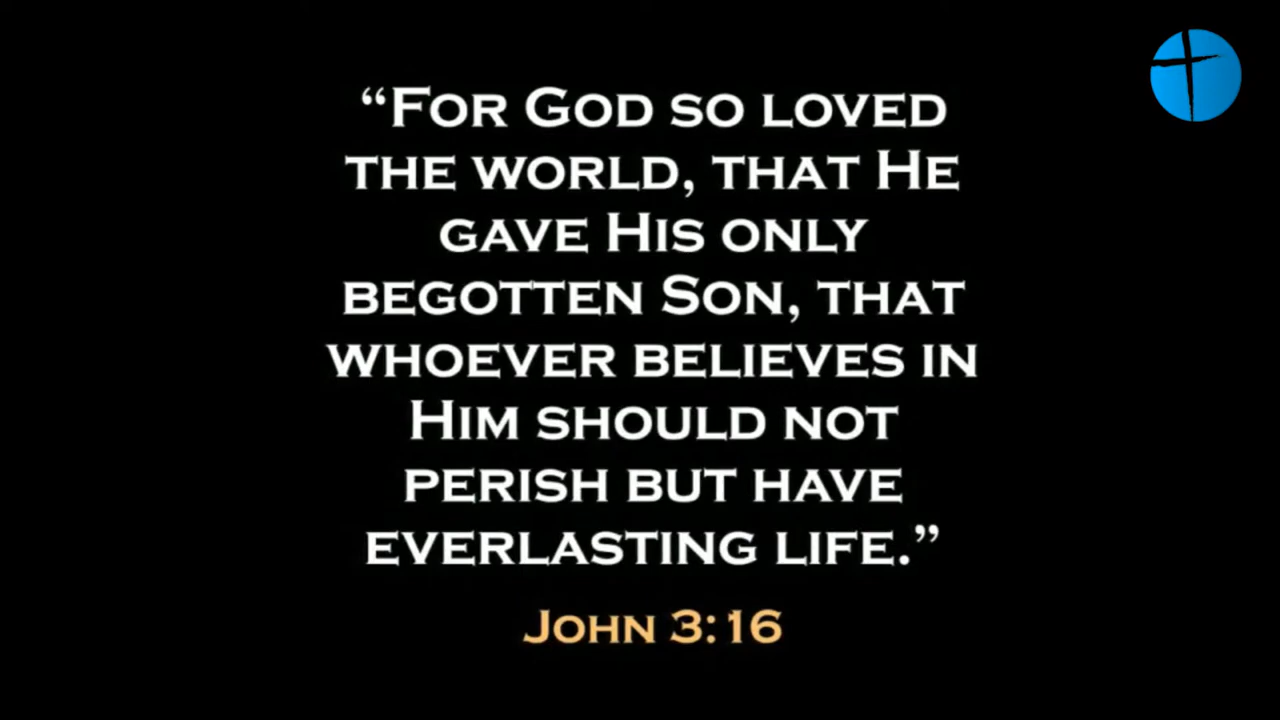 “For God so loved
the world, that He
gave His only
begotten Son, that
whoever believes in
Him should not
perish but have
everlasting life.”
John 3:16